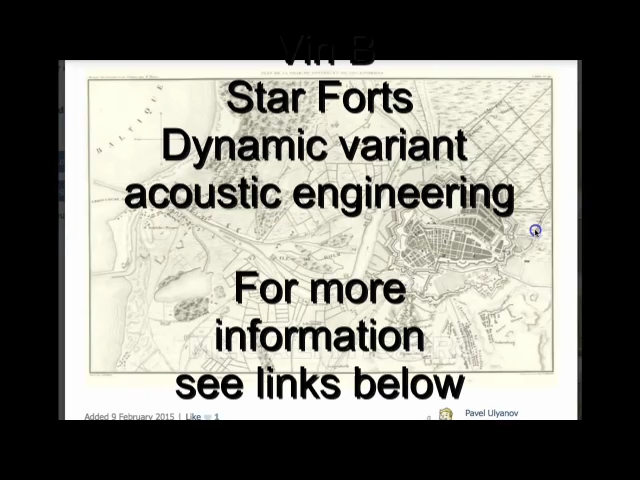 Vin B
Star Forts
Dynamic variant
acoustic engineering
BALTIQUE
For more
information
see links below
Added 9 February 2015 | Like 1
Pavel Ulyanov